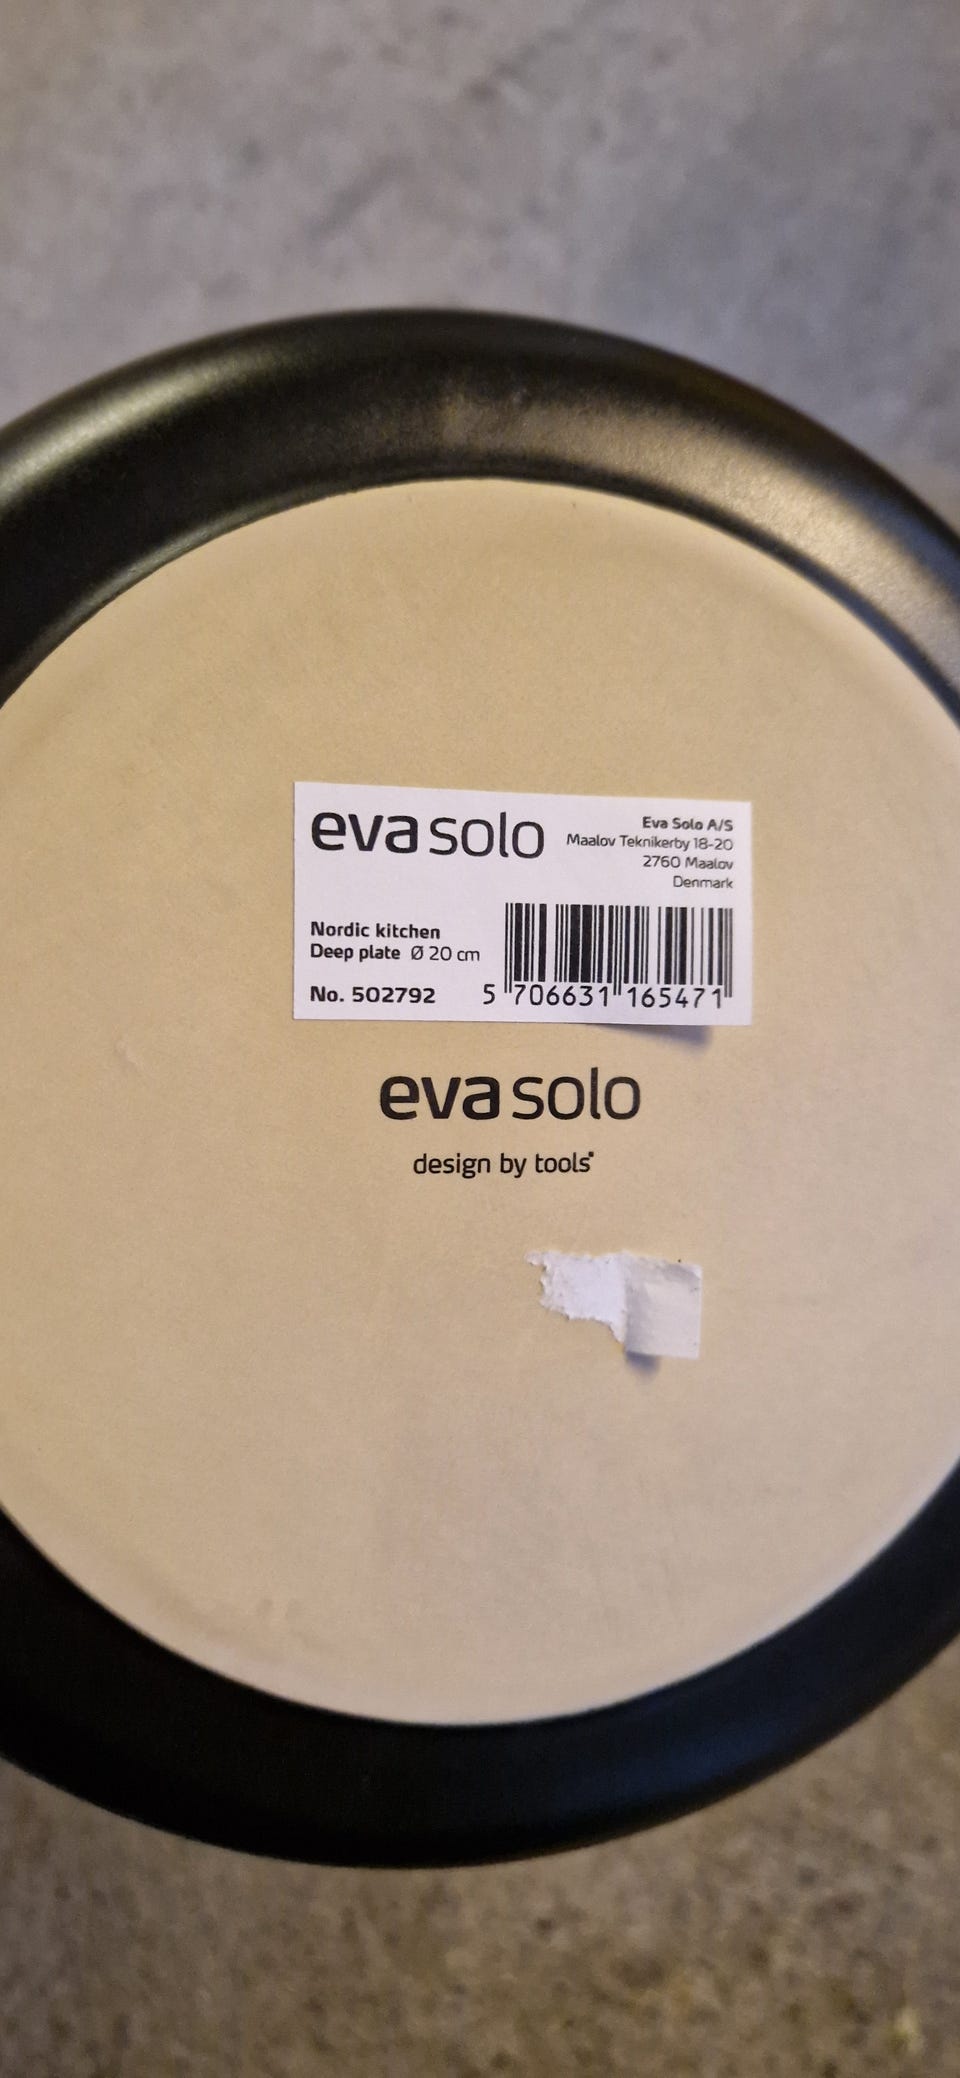 eva solo
Eva Solo A/S
Maalov Teknikerby 18-20
2760 Maalov
Denmark
Nordic kitchen
Deep plate Ø 20 cm
No. 502792
5 706631 165471
eva solo
design by tools